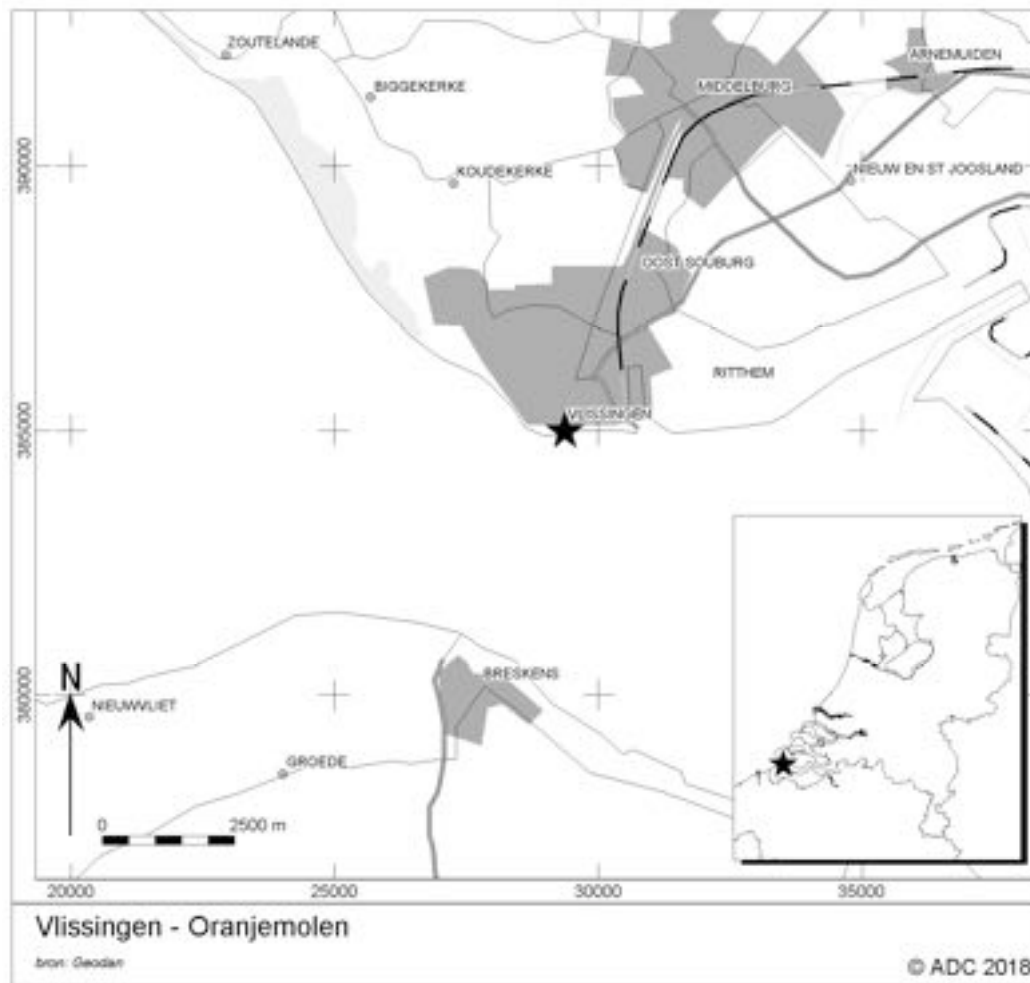 ZOUTELANDE
ARNEMUIDEN
BIGGEKERKE
MIDDELBURG
390000
KOUDEKERKE
NIEUW EN ST JOOSLAND
OOST SOUBURG
RITTHEM
VLISSINGEN
385000
N
BRESKENS
380000
NIEUWVLIET
GROEDE
0 2500 m
20000 25000 30000 35000
Vlissingen - Oranjemolen
bron: Geodan
© ADC 2018